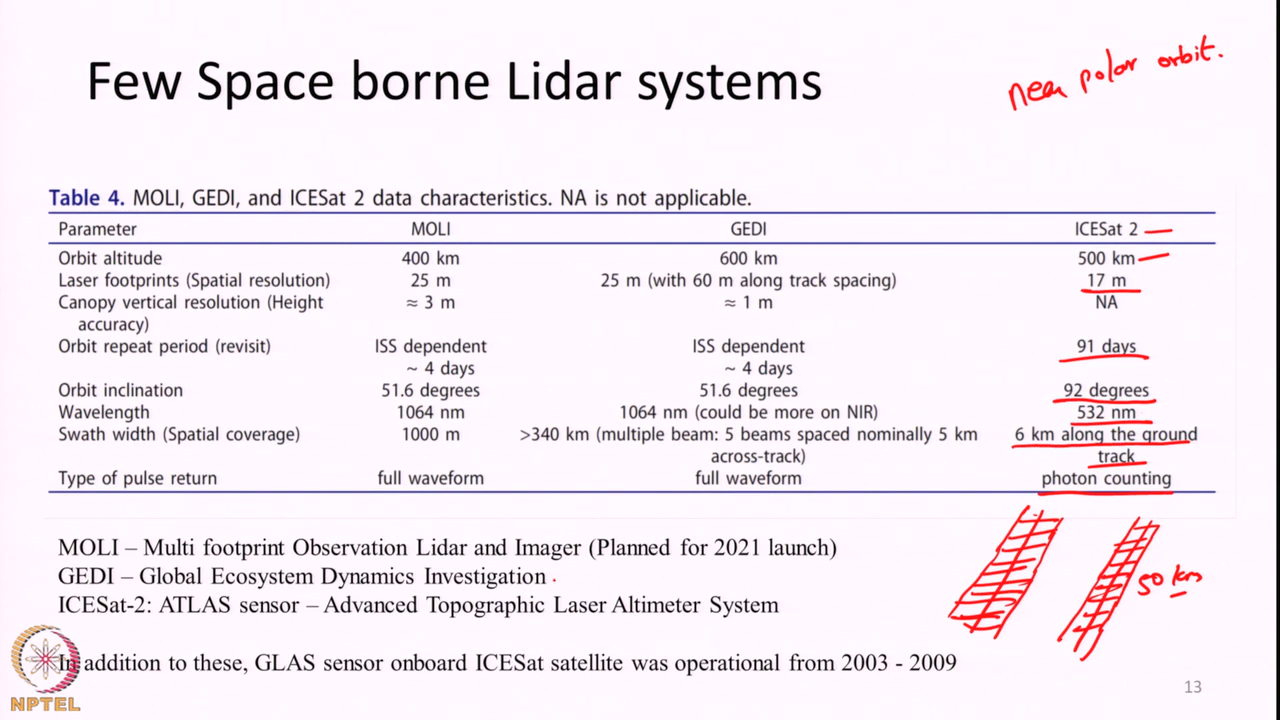 Few Space borne Lidar systems
near polar orbit.
Table 4. MOLI, GEDI, and ICESat 2 data characteristics. NA is not applicable.
Parameter MOLI GEDI ICESat 2
Orbit altitude 400 km 600 km 500 km
Laser footprints (Spatial resolution) 25 m 25 m (with 60 m along track spacing) 17 m
Canopy vertical resolution (Height ≈ 3 m ≈ 1 m NA
accuracy)
Orbit repeat period (revisit) ISS dependent ISS dependent 91 days
~ 4 days ~ 4 days
Orbit inclination 51.6 degrees 51.6 degrees 92 degrees
Wavelength 1064 nm 1064 nm (could be more on NIR) 532 nm
Swath width (Spatial coverage) 1000 m >340 km (multiple beam: 5 beams spaced nominally 5 km 6 km along the ground
across-track) track
Type of pulse return full waveform full waveform photon counting
MOLI – Multi footprint Observation Lidar and Imager (Planned for 2021 launch)
GEDI – Global Ecosystem Dynamics Investigation
50 km
ICESat-2: ATLAS sensor – Advanced Topographic Laser Altimeter System
In addition to these, GLAS sensor onboard ICESat satellite was operational from 2003 - 2009
13
NPTEL